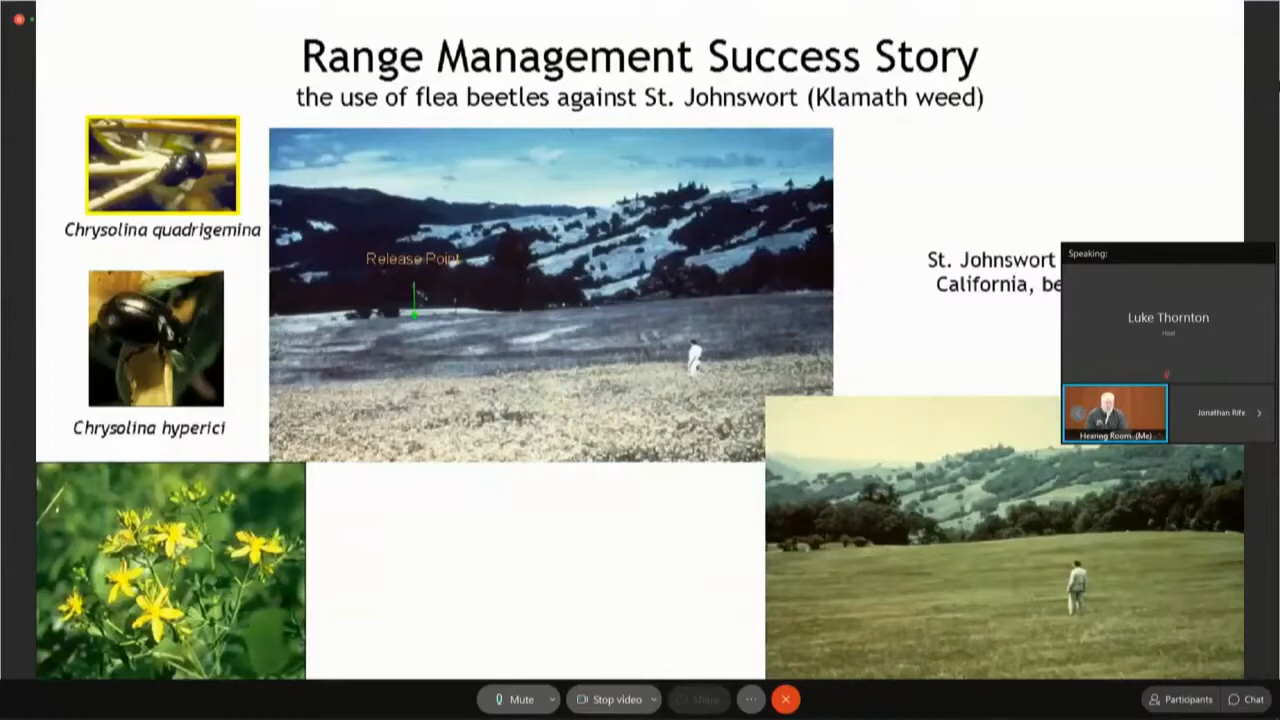 Range Management Success Story
the use of flea beetles against St. Johnswort (Klamath weed)
Chrysolina quadrigemina
Release Point
St. Johnswort
California, be
Speaking:
Luke Thornton
Host
Hearing Room (Me)
Jonathan Rife
Chrysolina hyperici
Mute
Stop video
Share
Participants
Chat